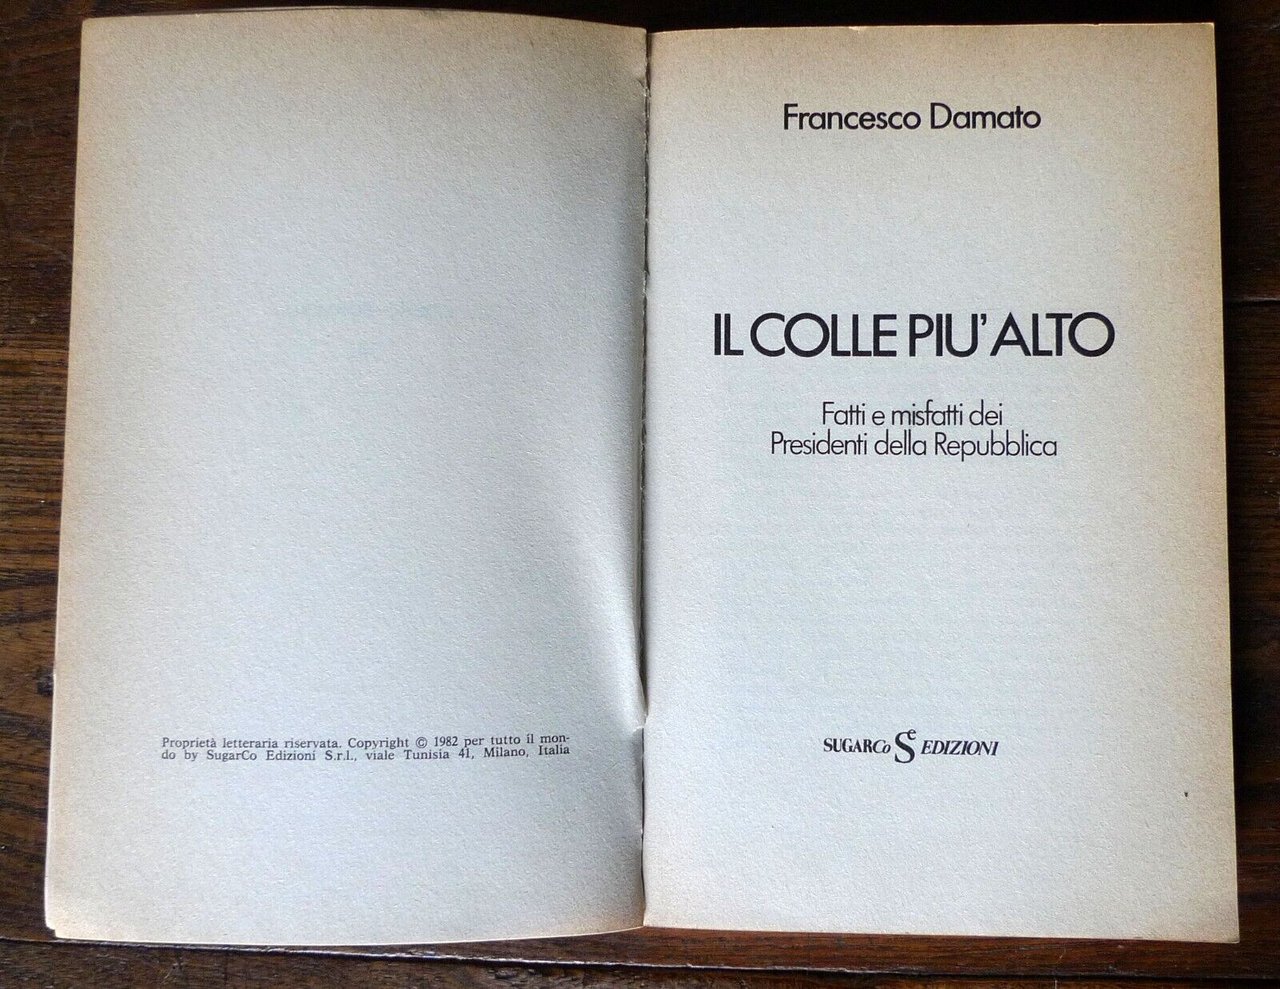 Proprietà letteraria riservata. Copyright © 1982 per tutto il mon-
do by SugarCo Edizioni S.r.l., viale Tunisia 41, Milano, Italia
Francesco Damato
IL COLLE PIU' ALTO
Fatti e misfatti dei
Presidenti della Repubblica
SUGARCo Se EDIZIONI